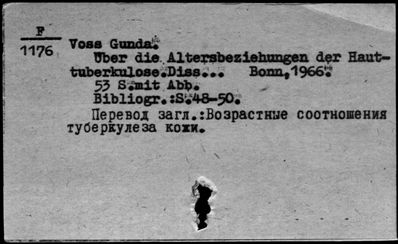 F
1176
Voss Gunda.
Über die Altersbeziehungen der Haut-
tuberkulose.Diss... Bonn,1966.
53 S.mit Abb.
Bibliogr.:S.48-50.
Перевод загл.:Возрастные соотношения
туберкулеза кожи.